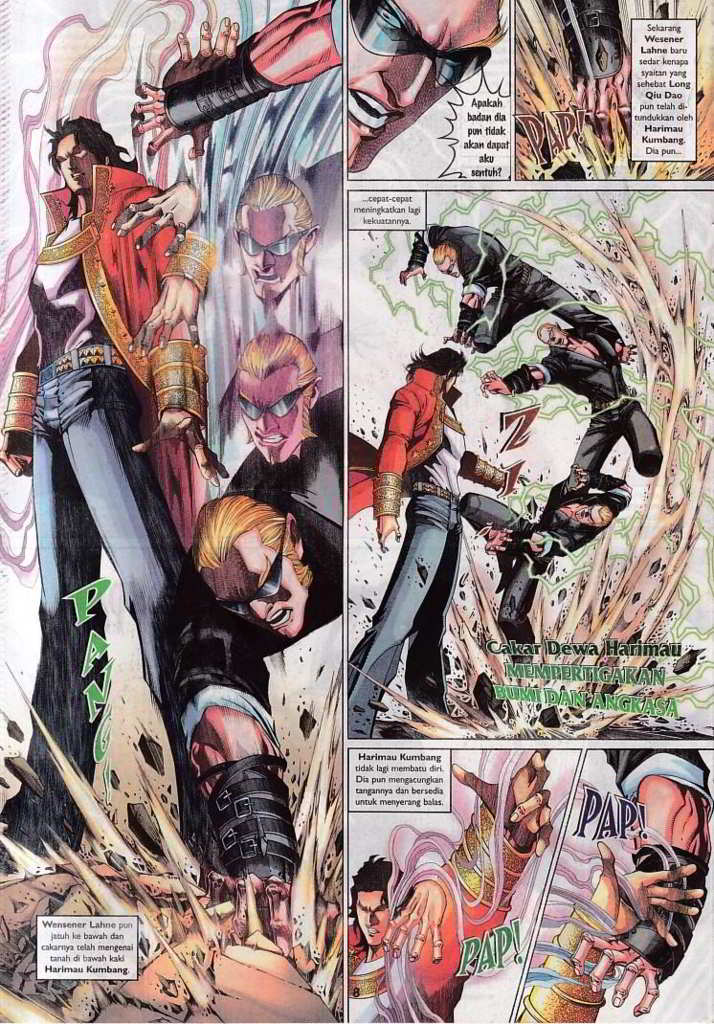 PANG
Wensener Lahne pun
jatuh ke bawah dan
cakarnya telah mengenai
tanah di bawah kaki
Harimau Kumbang.
Apakah
badan dia
pun tidak
akan dapat
aku
sentuh?
PAP!
Sekarang
Wesener
Lahne baru
sedar kenapa
syaitan yang
sehebat Long
Qiu Dao
pun telah di-
tundukkan oleh
Harimau
Kumbang.
Dia pun...
...cepat-cepat
meningkatkan lagi
kekuatannya.
Cakar Dewa Harimau
MEMPERTIGAKAN
BUMI DAN ANGKASA
Harimau Kumbang
tidak lagi membatu diri.
Dia pun mengacungkan
tangannya dan bersedia
untuk menyerang balas.
PAP!
PAP!
8